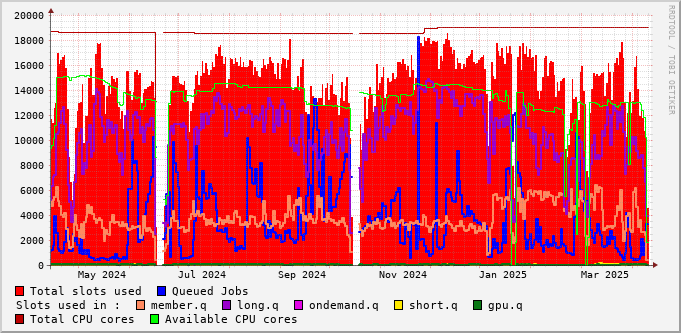 20000
18000
16000
14000
12000
10000
8000
6000
4000
2000
0
May 2024 Jul 2024 Sep 2024 Nov 2024 Jan 2025 Mar 2025
RRDTOOL / TOBI OETIKER
Total slots used Queued Jobs
Slots used in : member.q long.q ondemand.q short.q gpu.q
Total CPU cores Available CPU cores